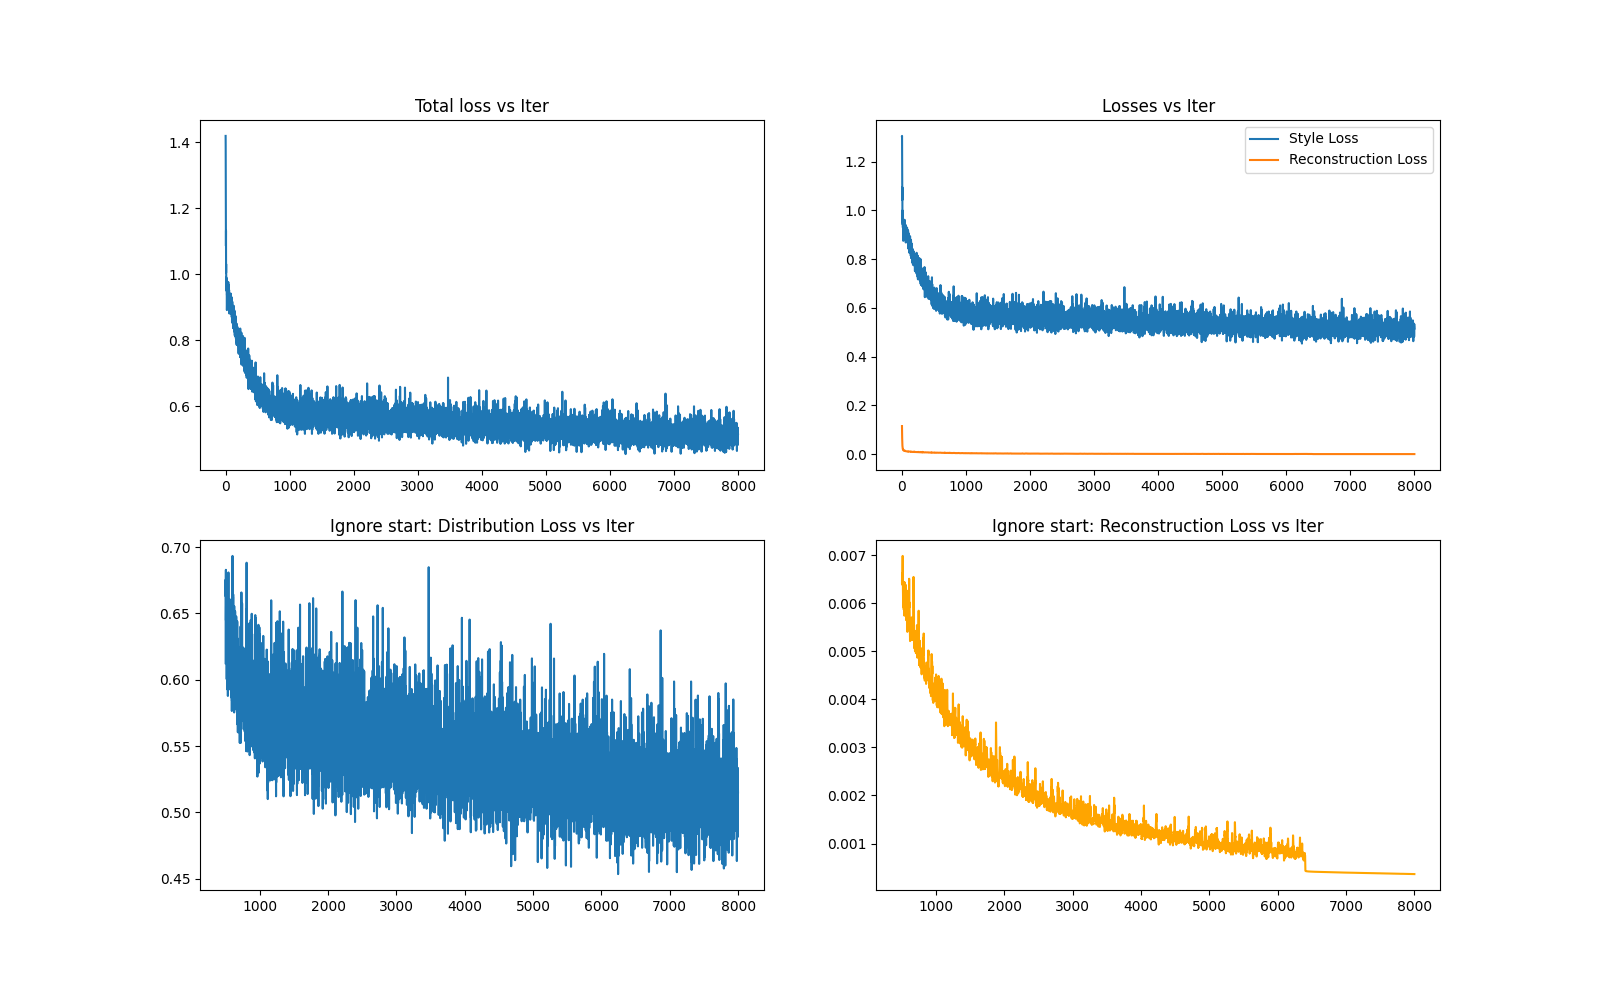 Total loss vs Iter
1.4
1.2
1.0
0.8
0.6
0 1000 2000 3000 4000 5000 6000 7000 8000
Losses vs Iter
Style Loss
Reconstruction Loss
1.2
1.0
0.8
0.6
0.4
0.2
0.0
0 1000 2000 3000 4000 5000 6000 7000 8000
Ignore start: Distribution Loss vs Iter
0.70
0.65
0.60
0.55
0.50
0.45
1000 2000 3000 4000 5000 6000 7000 8000
Ignore start: Reconstruction Loss vs Iter
0.007
0.006
0.005
0.004
0.003
0.002
0.001
1000 2000 3000 4000 5000 6000 7000 8000